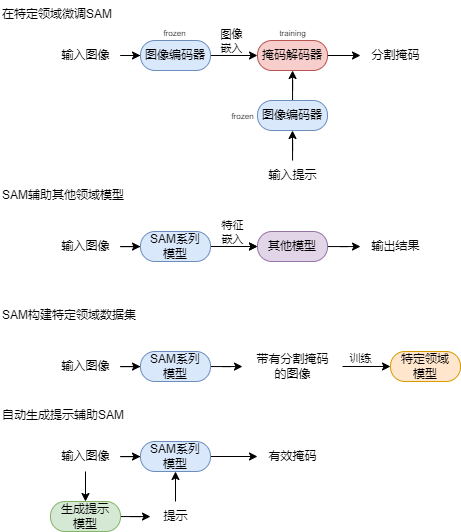 在特定领域微调SAM
frozen
图像
嵌入
training
输入图像
图像编码器
掩码解码器
分割掩码
frozen
图像编码器
输入提示
SAM辅助其他领域模型
特征
嵌入
输入图像
SAM系列
模型
其他模型
输出结果
SAM构建特定领域数据集
输入图像
SAM系列
模型
带有分割掩码
的图像
训练
特定领域
模型
自动生成提示辅助SAM
输入图像
SAM系列
模型
有效掩码
生成提示
模型
提示